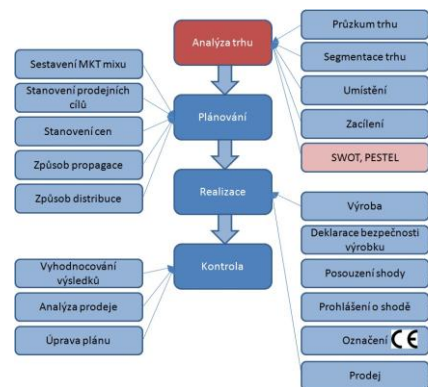 Analýza trhu
Průzkum trhu
Segmentace trhu
Umístění
Zacílení
SWOT, PESTEL
Sestavení MKT mixu
Stanovení prodejních
cílů
Stanovení cen
Způsob propagace
Způsob distribuce
Plánování
Realizace
Výroba
Deklarace bezpečnosti
výrobku
Posouzení shody
Prohlášení o shodě
Označení CE
Prodej
Kontrola
Vyhodnocování
výsledků
Analýza prodeje
Úprava plánu